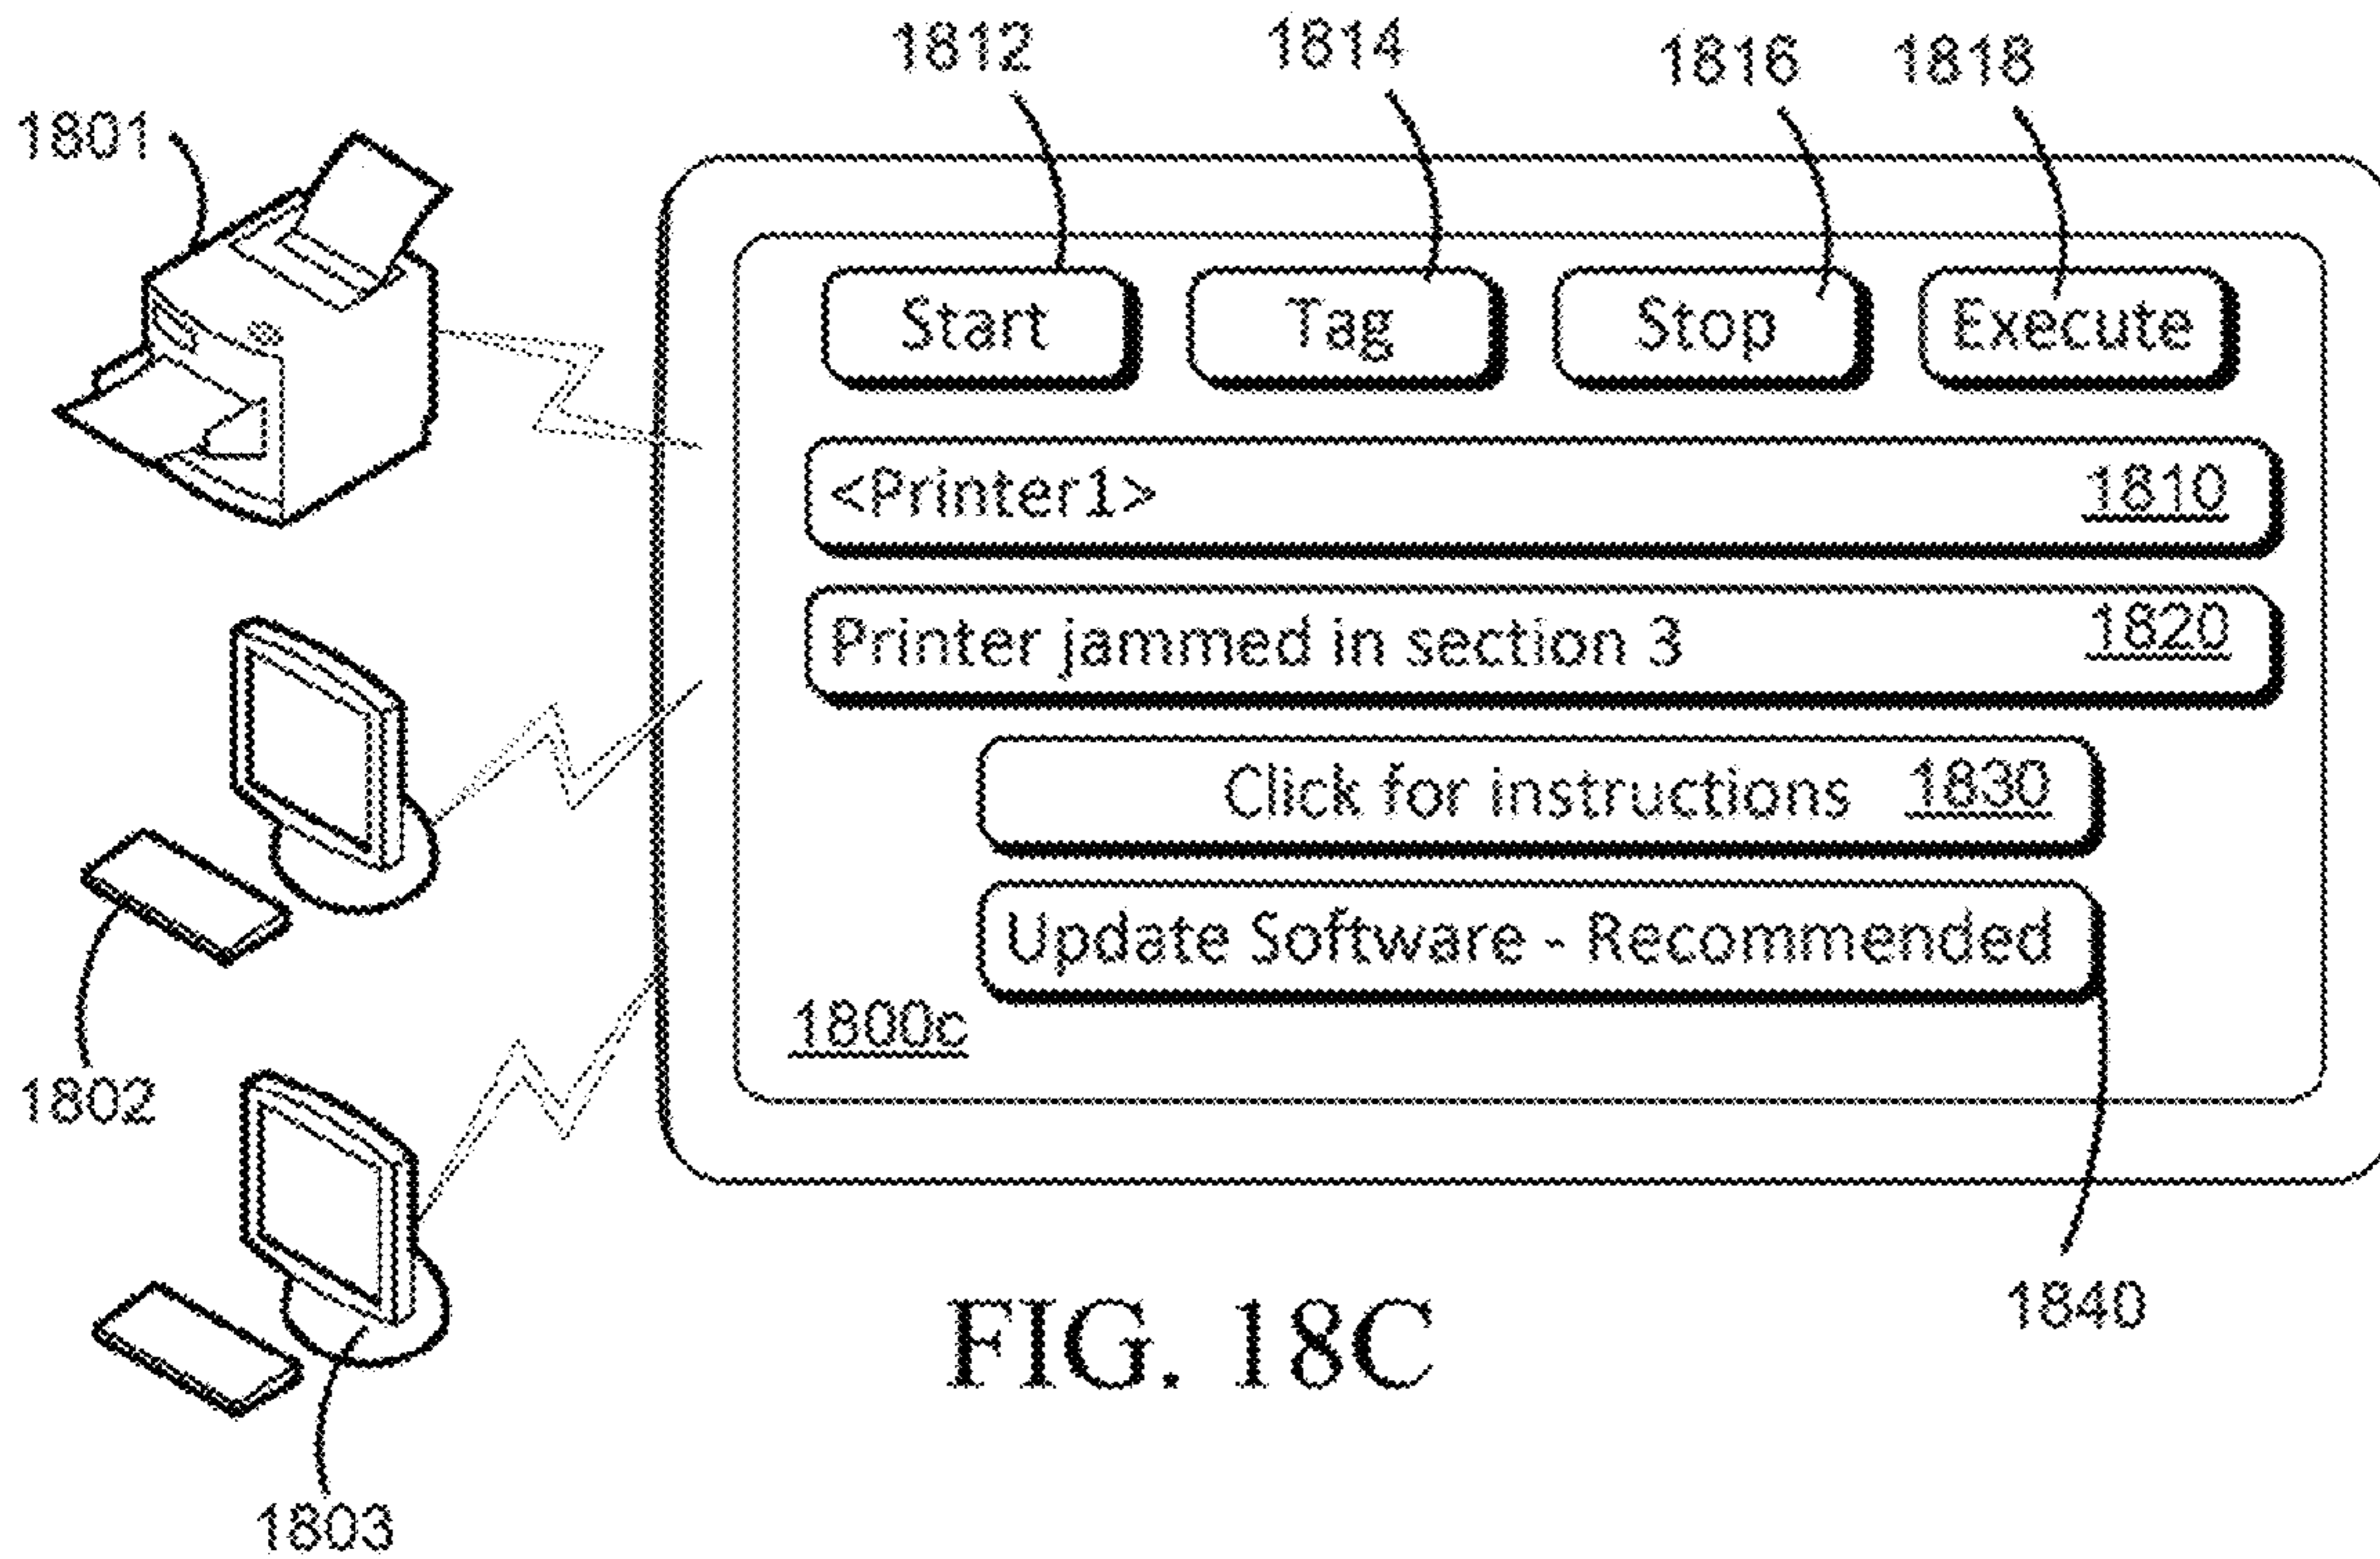 1812 1814 1816 1818
1801
Start Tag Stop Execute
<Printer1> 1810
Printer jammed in section 3 1820
Click for instructions 1830
Update Software - Recommended
1800c
1802
1840
FIG. 18C
1803